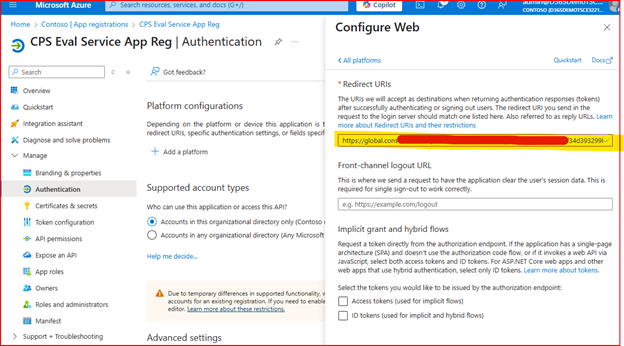 Microsoft Azure
Search resources, services, and docs (G+/)
Copilot
CONTOSO (D365DEMOTSCE3221...
Home > Contoso | App registrations > CPS Eval Service App Reg
CPS Eval Service App Reg | Authentication
Search
Got feedback?
Overview
Quickstart
Integration assistant
Diagnose and solve problems
Manage
Branding & properties
Authentication
Certificates & secrets
Token configuration
API permissions
Expose an API
App roles
Owners
Roles and administrators
Manifest
Support + Troubleshooting
Platform configurations
Depending on the platform or device this application is t
redirect URIs, specific authentication settings, or fields specif
+ Add a platform
Supported account types
Who can use this application or access this API?
Accounts in this organizational directory only (Contoso
Accounts in any organizational directory (Any Microsoft
Help me decide...
Due to temporary differences in supported functionality, w
accounts for an existing registration. If you need to enable
editor. Learn more about these restrictions.
Advanced settings
Configure Web
All platforms
Quickstart
Docs
* Redirect URIs
The URIs we will accept as destinations when returning authentication responses (tokens)
after successfully authenticating or signing out users. The redirect URI you send in the
request to the login server should match one listed here. Also referred to as reply URLs. Learn
more about Redirect URIs and their restrictions
https://global.cons
34d393299
Front-channel logout URL
This is where we send a request to have the application clear the user's session data. This is
required for single sign-out to work correctly.
e.g. https://example.com/logout
Implicit grant and hybrid flows
Request a token directly from the authorization endpoint. If the application has a single-page
architecture (SPA) and doesn't use the authorization code flow, or if it invokes a web API via
JavaScript, select both access tokens and ID tokens. For ASP.NET Core web apps and other
web apps that use hybrid authentication, select only ID tokens. Learn more about tokens.
Select the tokens you would like to be issued by the authorization endpoint:
Access tokens (used for implicit flows)
ID tokens (used for implicit and hybrid flows)